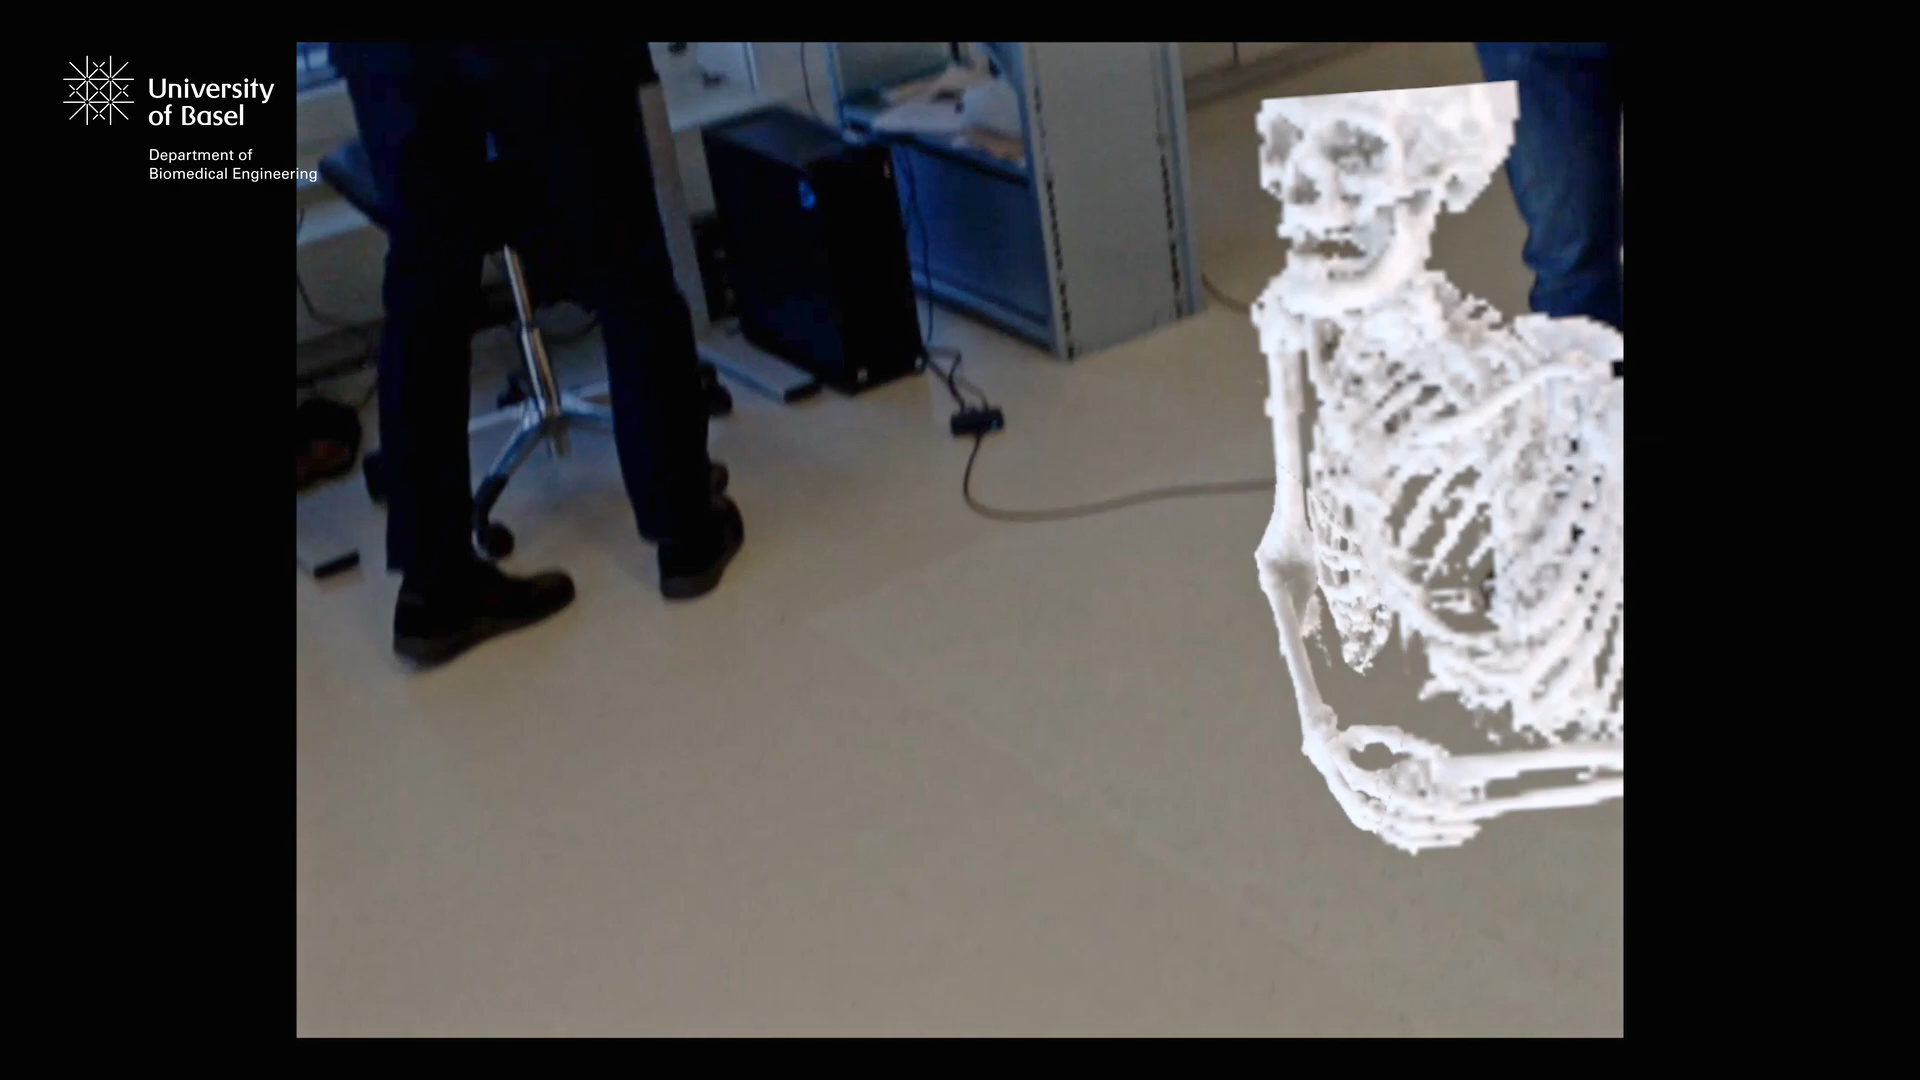 University
of Basel
Department of
Biomedical Engineering